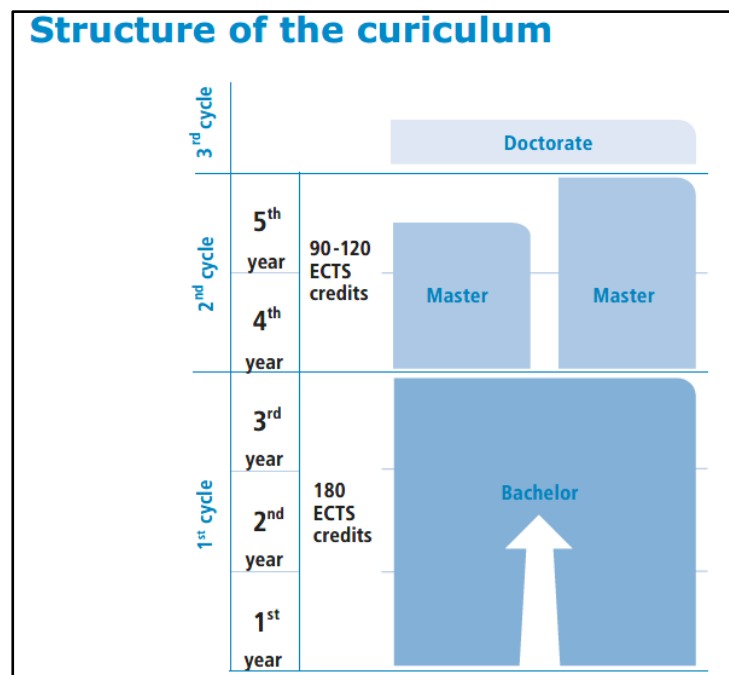 Structure of the curiculum
3rd cycle
Doctorate
2nd cycle
5th
year
4th
year
90-120
ECTS
credits
Master
Master
1st cycle
3rd
year
2nd
year
1st
year
180
ECTS
credits
Bachelor